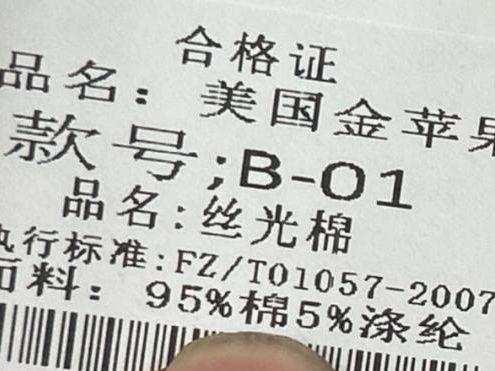 合格证
品名：美国金苹果
款号;B-01
品名:丝光棉
执行标准:FZ/T01057-2007
面料：95%棉5%涤纶